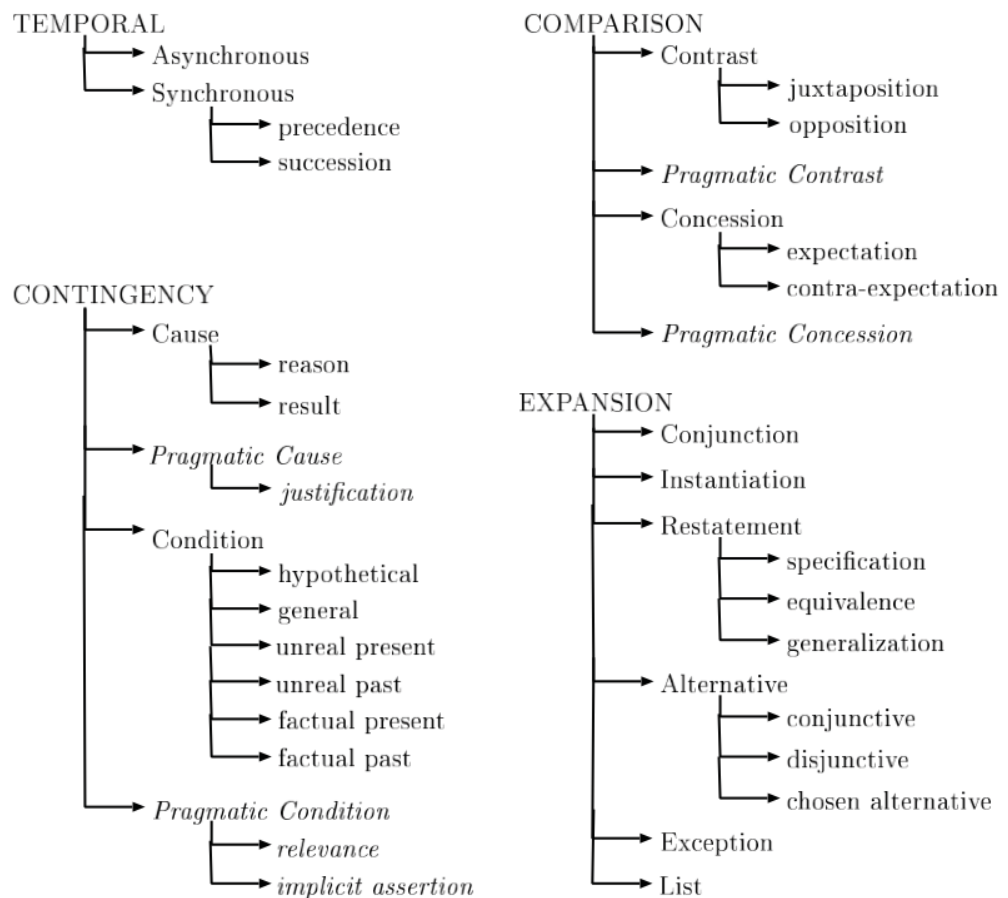 TEMPORAL
Asynchronous
Synchronous
precedence
succession
CONTINGENCY
Cause
reason
result
Pragmatic Cause
justification
Condition
hypothetical
general
unreal present
unreal past
factual present
factual past
Pragmatic Condition
relevance
implicit assertion
COMPARISON
Contrast
juxtaposition
opposition
Pragmatic Contrast
Concession
expectation
contra-expectation
Pragmatic Concession
EXPANSION
Conjunction
Instantiation
Restatement
specification
equivalence
generalization
Alternative
conjunctive
disjunctive
chosen alternative
Exception
List